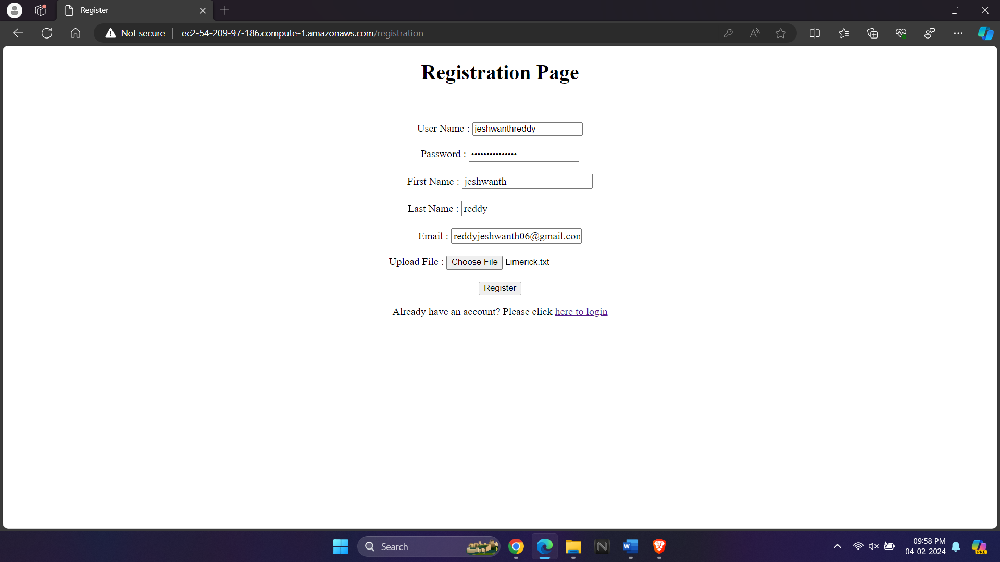 Register
Not secure
ec2-54-209-97-186.compute-1.amazonaws.com/registration
Registration Page
User Name : jeshwanthreddy
Password : •••••••••••••••
First Name : jeshwanth
Last Name : reddy
Email : reddyjeshwanth06@gmail.com
Upload File : Choose File Limerick.txt
Register
Already have an account? Please click here to login
Search
09:58 PM
04-02-2024
PRE